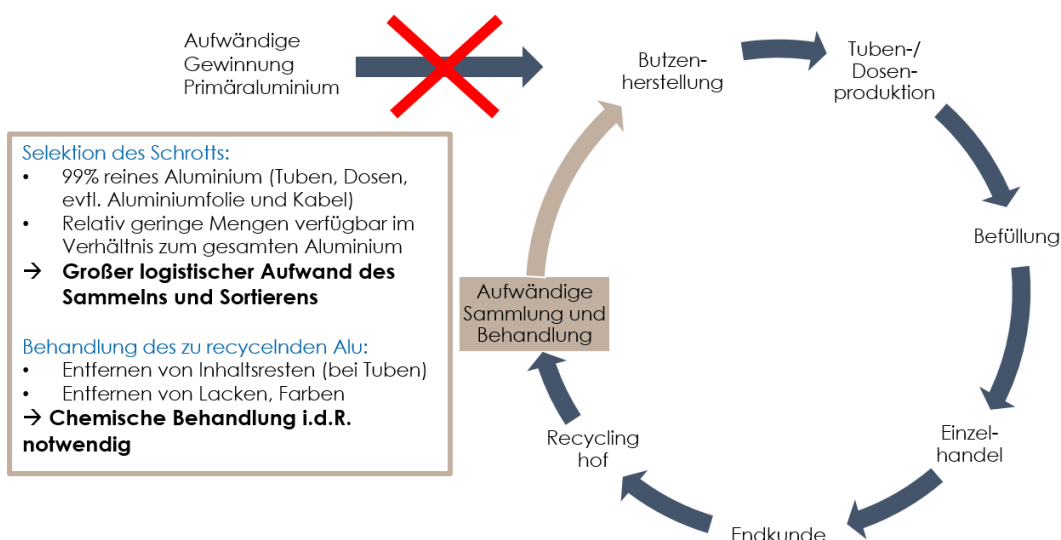 Aufwändige
Gewinnung
Primäraluminium
Butzen-
herstellung
Tuben-/
Dosen-
produktion
Befüllung
Einzel-
handel
Endkunde
Recycling
hof
Aufwändige
Sammlung und
Behandlung
Selektion des Schrotts:
• 99% reines Aluminium (Tuben, Dosen,
evtl. Aluminiumfolie und Kabel)
• Relativ geringe Mengen verfügbar im
Verhältnis zum gesamten Aluminium
→ Großer logistischer Aufwand des
Sammelns und Sortierens
Behandlung des zu recycelnden Alu:
• Entfernen von Inhaltsresten (bei Tuben)
• Entfernen von Lacken, Farben
→ Chemische Behandlung i.d.R.
notwendig